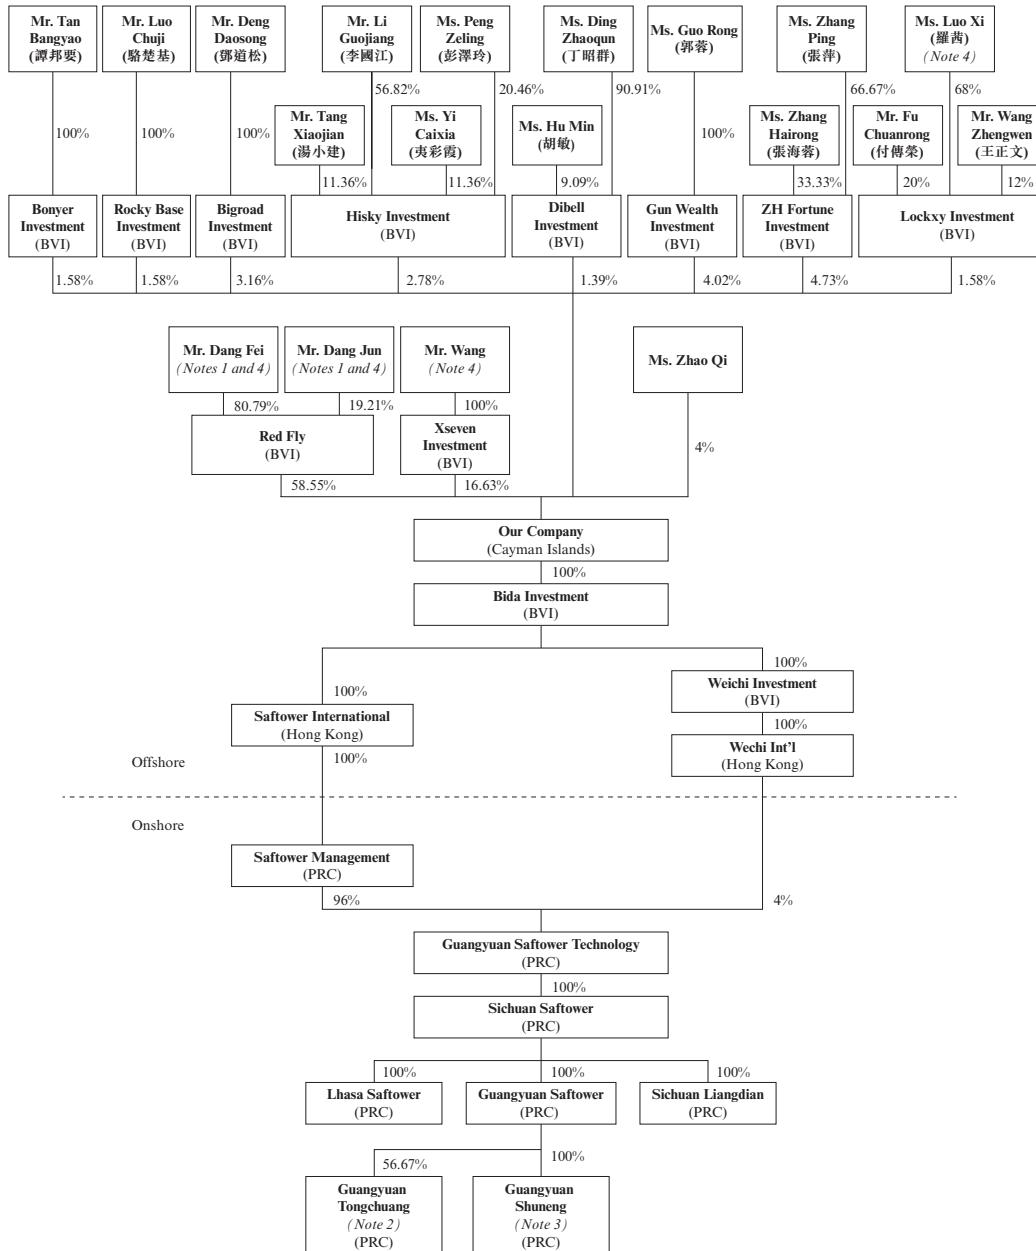 Mr. Tan
Bangyao
(譚邦要)
Mr. Luo
Chuji
(駱楚基)
Mr. Deng
Daosong
(鄧道松)
Mr. Li
Guojiang
(李國江)
Ms. Peng
Zeling
(彭澤玲)
Ms. Ding
Zhaoqun
(丁昭群)
Ms. Guo Rong
(郭蓉)
Ms. Zhang
Ping
(張萍)
Ms. Luo Xi
(羅茜)
(Note 4)
56.82%
20.46%
90.91%
66.67%
68%
100%
100%
100%
Mr. Tang
Xiaojian
(湯小建)
Ms. Yi
Caixia
(夷彩霞)
Ms. Hu Min
(胡敏)
100%
Ms. Zhang
Hairong
(張海蓉)
Mr. Fu
Chuanrong
(付傳榮)
Mr. Wang
Zhengwen
(王正文)
11.36%
11.36%
9.09%
33.33%
20%
12%
Bonyer
Investment
(BVI)
Rocky Base
Investment
(BVI)
Bigroad
Investment
(BVI)
Hisky Investment
(BVI)
Dibell
Investment
(BVI)
Gun Wealth
Investment
(BVI)
ZH Fortune
Investment
(BVI)
Lockxy Investment
(BVI)
1.58%
1.58%
3.16%
2.78%
1.39%
4.02%
4.73%
1.58%
Mr. Dang Fei
(Notes 1 and 4)
Mr. Dang Jun
(Notes 1 and 4)
Mr. Wang
(Note 4)
Ms. Zhao Qi
80.79%
19.21%
100%
Red Fly
(BVI)
Xseven
Investment
(BVI)
4%
58.55%
16.63%
Our Company
(Cayman Islands)
100%
Bida Investment
(BVI)
100%
100%
Weichi Investment
(BVI)
Saftower International
(Hong Kong)
100%
Wechi Int'l
(Hong Kong)
100%
Offshore
Onshore
Saftower Management
(PRC)
96%
4%
Guangyuan Saftower Technology
(PRC)
100%
Sichuan Saftower
(PRC)
100%
100%
100%
Lhasa Saftower
(PRC)
Guangyuan Saftower
(PRC)
Sichuan Liangdian
(PRC)
56.67%
100%
Guangyuan
Tongchuang
(Note 2)
(PRC)
Guangyuan
Shuneng
(Note 3)
(PRC)